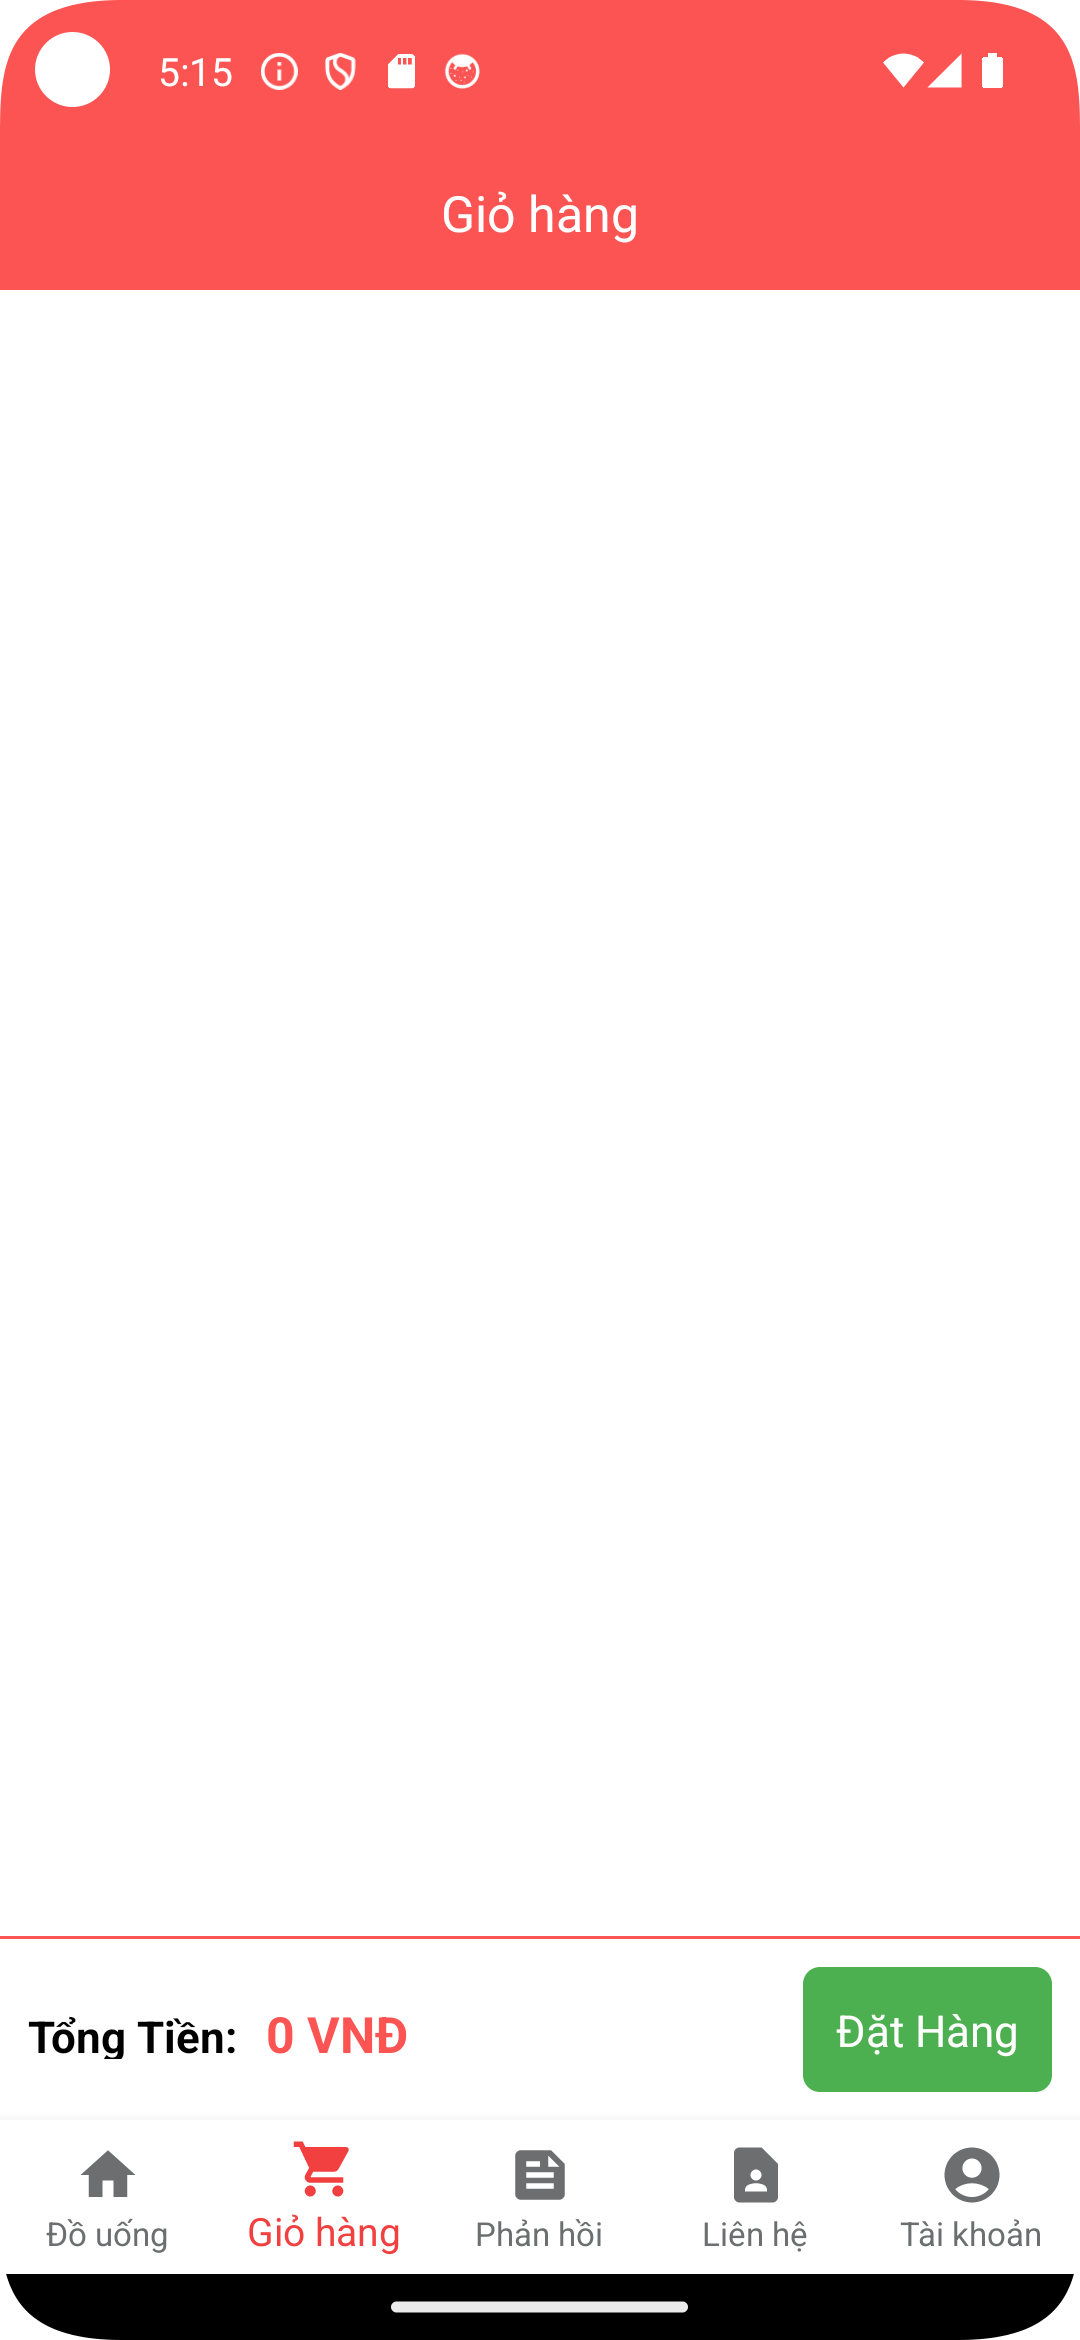 5:15
Giỏ hàng
Tổng Tiền: 0 VNĐ
Đặt Hàng
Đồ uống
Giỏ hàng
Phản hồi
Liên hệ
Tài khoản